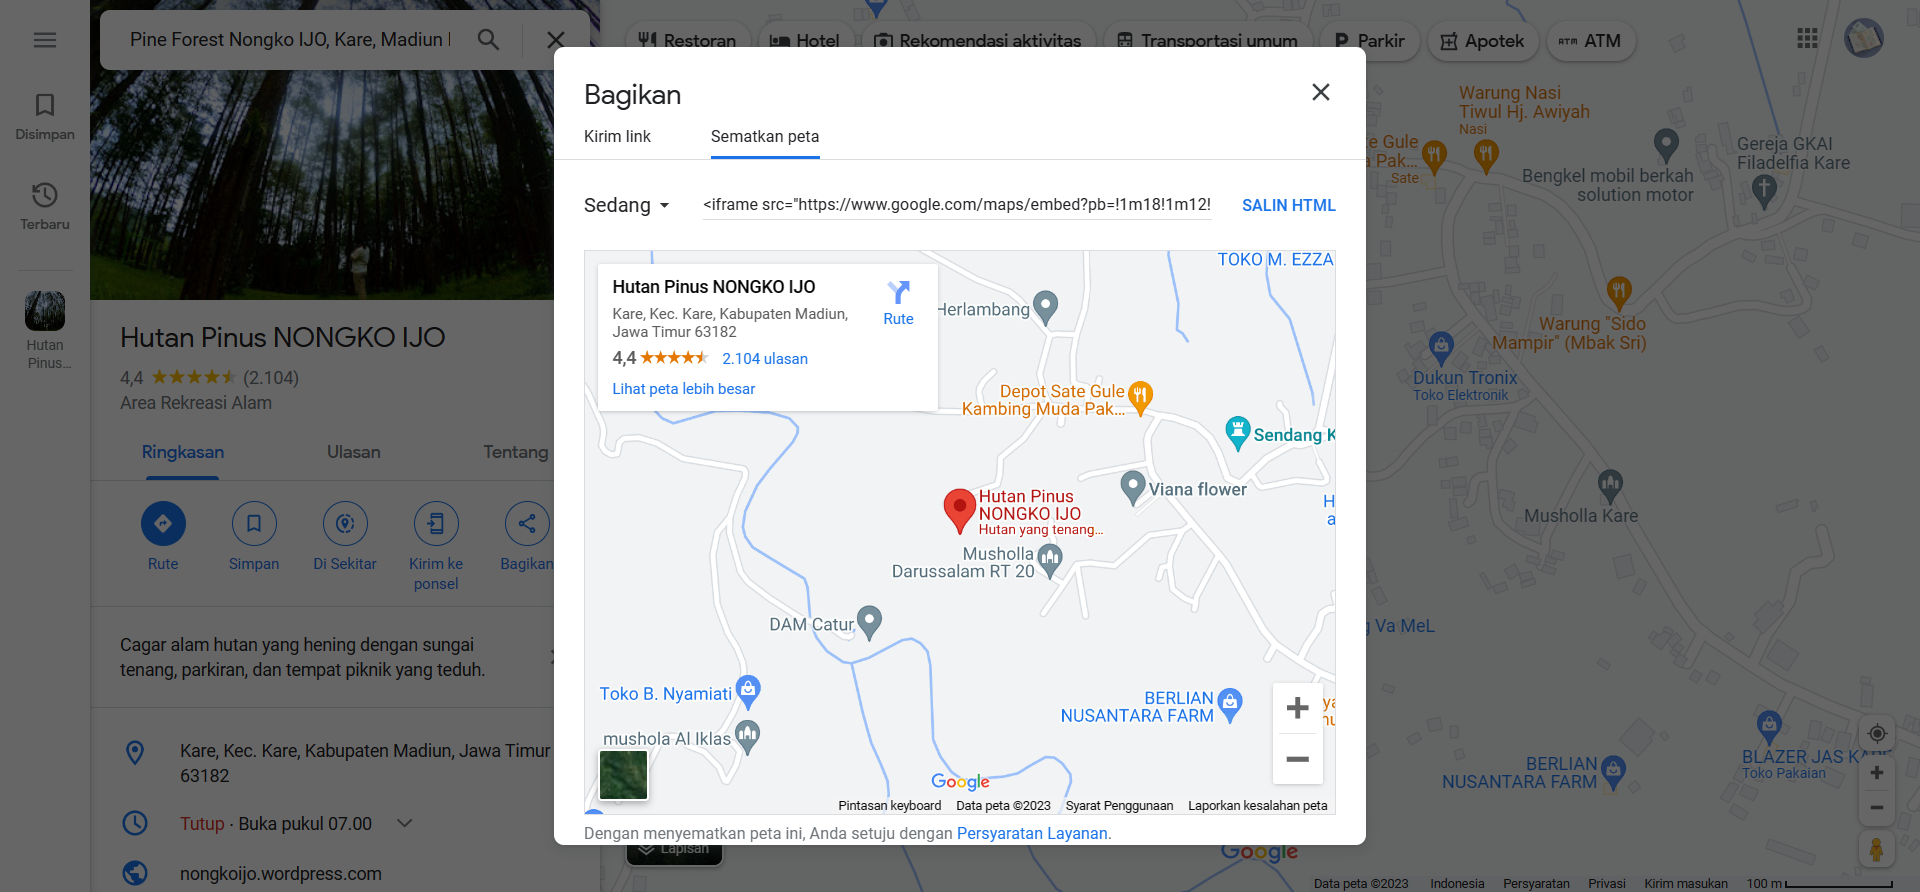 Pine Forest Nongko IJO, Kare, Madiun
Restoran
Hotel
Rekomendasi aktivitas
Transportasi umum
Parkir
Apotek
ATM
ATM
Disimpan
Terbaru
Hutan
Pinus...
Hutan Pinus NONGKO IJO
4,4
(2.104)
Area Rekreasi Alam
Ringkasan
Ulasan
Tentang
Rute
Simpan
Di Sekitar
Kirim ke
ponsel
Bagikan
Cagar alam hutan yang hening dengan sungai
tenang, parkiran, dan tempat piknik yang teduh.
Kare, Kec. Kare, Kabupaten Madiun, Jawa Timur
63182
Tutup · Buka pukul 07.00
nongkoijo.wordpress.com
Bagikan
Kirim link
Sematkan peta
Sedang
<iframe src="https://www.google.com/maps/embed?pb=!1m18!1m12!
SALIN HTML
Hutan Pinus NONGKO IJO
Kare, Kec. Kare, Kabupaten Madiun,
Jawa Timur 63182
4,4
2.104 ulasan
Lihat peta lebih besar
Rute
TOKO M. EZZA
Herlambang
Depot Sate Gule
Kambing Muda Pak...
Sendang K
Viana flower
Hutan Pinus
NONGKO IJO
Hutan yang tenang...
Musholla
Darussalam RT 20
DAM Catur
Toko B. Nyamiati
mushola Al Iklas
BERLIAN
NUSANTARA FARM
Google
Pintasan keyboard
Data peta ©2023
Syarat Penggunaan
Laporkan kesalahan peta
Dengan menyematkan peta ini, Anda setuju dengan Persyaratan Layanan.
Lapisan
Warung Nasi
Tiwul Hj. Awiyah
Nasi
Gule
Pak...
Sate
Bengkel mobil berkah
solution motor
Gereja GKAI
Filadelfia Kare
Warung "Sido
Mampir" (Mbak Sri)
Dukun Tronix
Toko Elektronik
Musholla Kare
Va MeL
BERLIAN
NUSANTARA FARM
BLAZER JAS KARE
Toko Pakaian
Google
Data peta ©2023
Indonesia
Persyaratan
Privasi
Kirim masukan
100 m